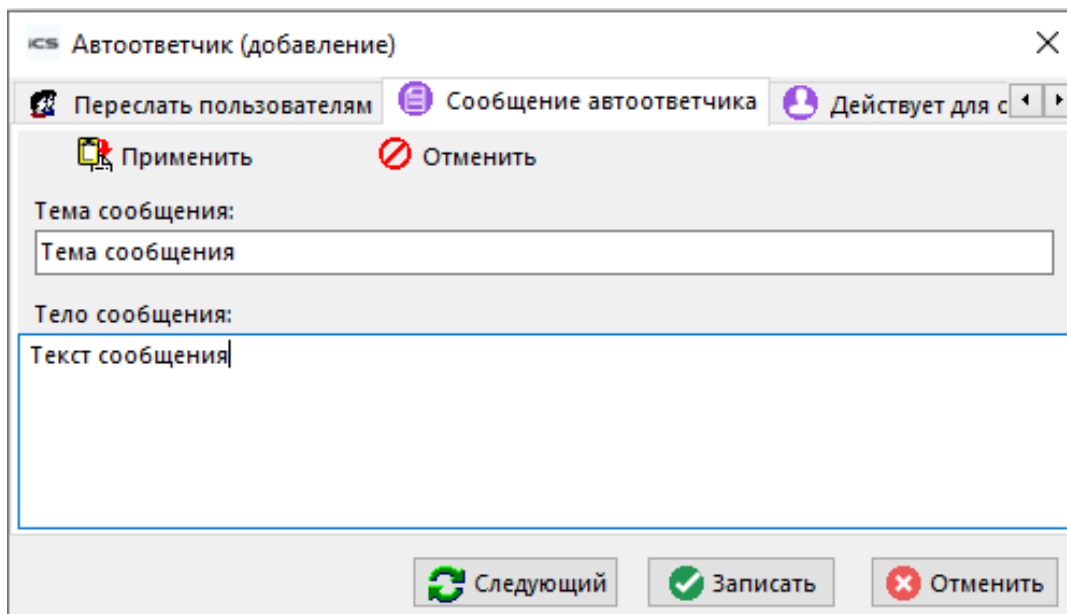 iCS Автоответчик (добавление)
Переслать пользователям Сообщение автоответчика Действует для с
Применить Отменить
Тема сообщения:
Тема сообщения
Тело сообщения:
Текст сообщения
Следующий Записать Отменить